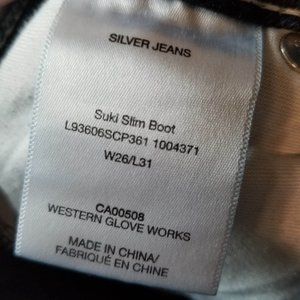 SILVER JEANS
Suki Slim Boot
L93606SCP361 1004371
W26/L31
CA00508
WESTERN GLOVE WORKS
MADE IN CHINA/
FABRIQUÉ EN CHINE